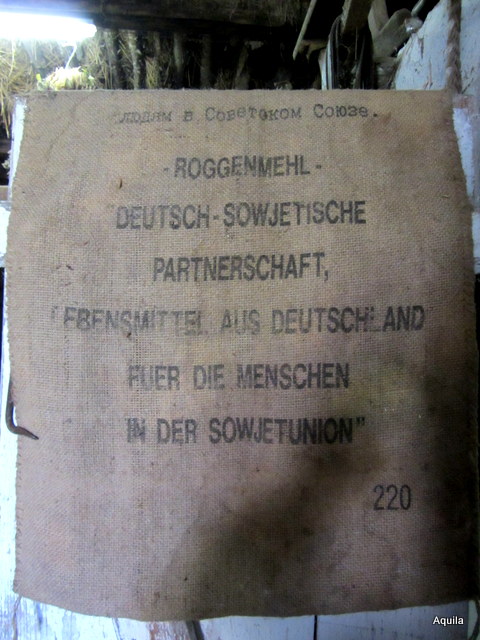 людям в Советском Союзе.
-ROGGENMEHL-
DEUTSCH-SOWJETISCHE
PARTNERSCHAFT,
LEBENSMITTEL AUS DEUTSCHLAND
FUER DIE MENSCHEN
IN DER SOWJETUNION"
220
Aquila